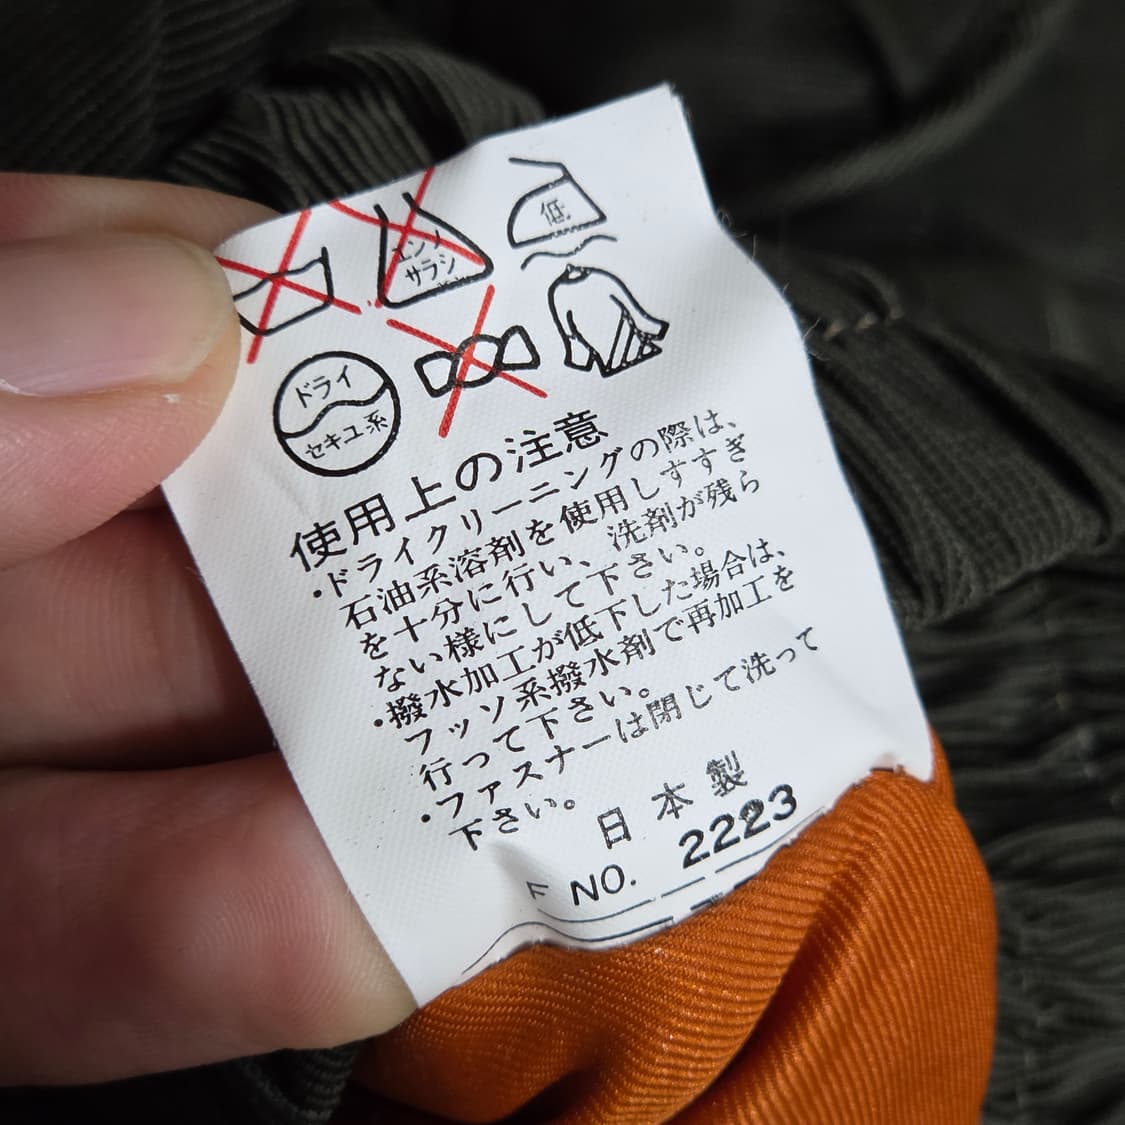 エンソ
サラシ
低
ドライ
セキユ系
使用上の注意
・ドライクリーニングの際は、
石油系溶剤を使用しすすぎ
を十分に行い、洗剤が残ら
ない様にして下さい。
・撥水加工が低下した場合は、
フッソ系撥水剤で再加工を
行って下さい。
・ファスナーは閉じて洗って
下さい。
日本製
F NO. 2223